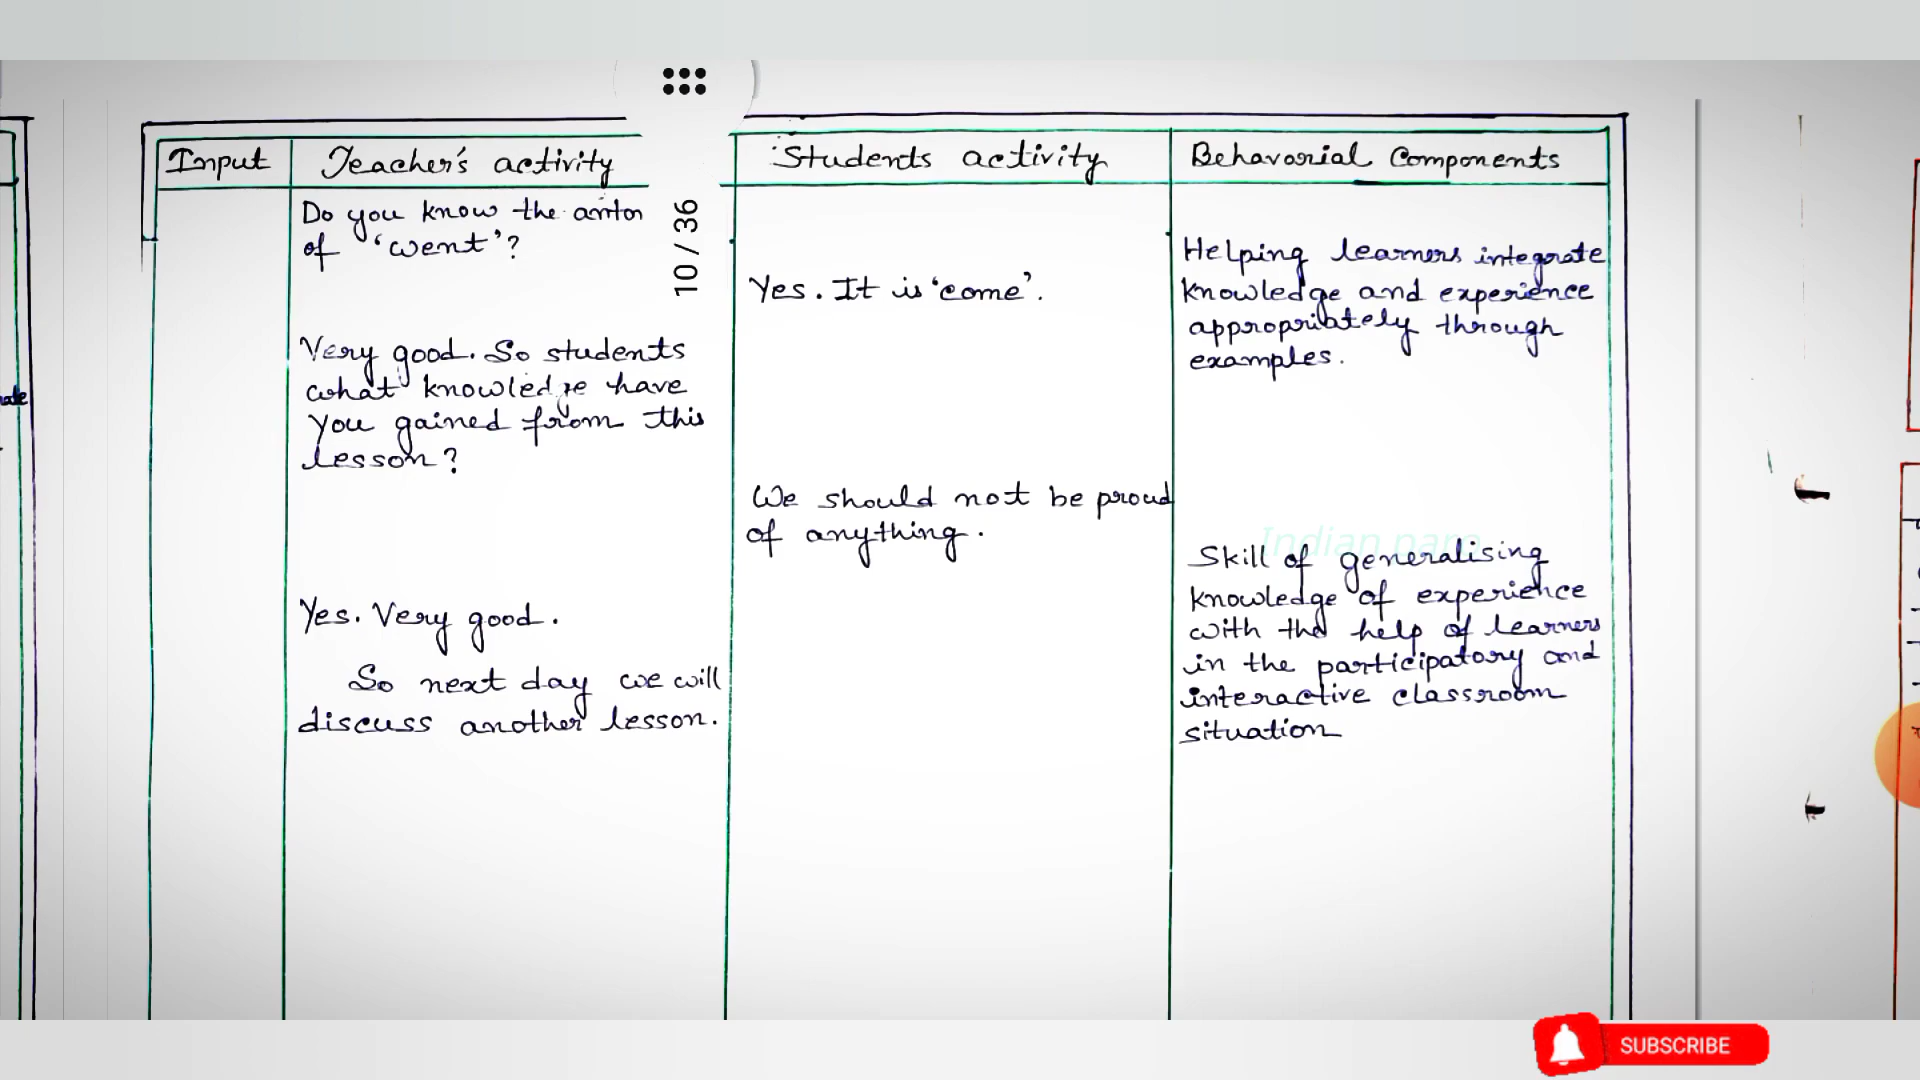 Input
Teacher's activity
Students activity
Behavorial Components
Do you know the
of 'went'?
10/36
Yes. It is 'come'.
Helping learners integrate
knowledge and experience
appropriately through
examples.
Very good. So students
what knowledge have
you gained from this
lesson?
We should not be proud
of anything.
Indian
Skill of generalising
knowledge of experience
with the help of learners
in the participatory and
interactive classroom
situation
Yes. Very good.
So next day we will
discuss another lesson.
SUBSCRIBE